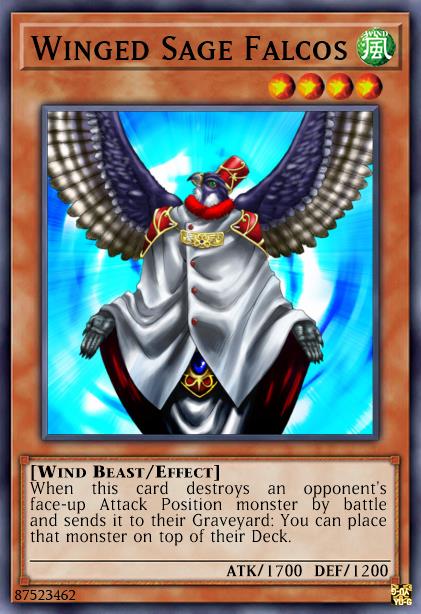 Winged Sage Falcos
WIND
風
[Wind Beast/Effect]
When this card destroys an opponent's
face-up Attack Position monster by battle
and sends it to their Graveyard: You can place
that monster on top of their Deck.
ATK/1700 DEF/1200
87523462